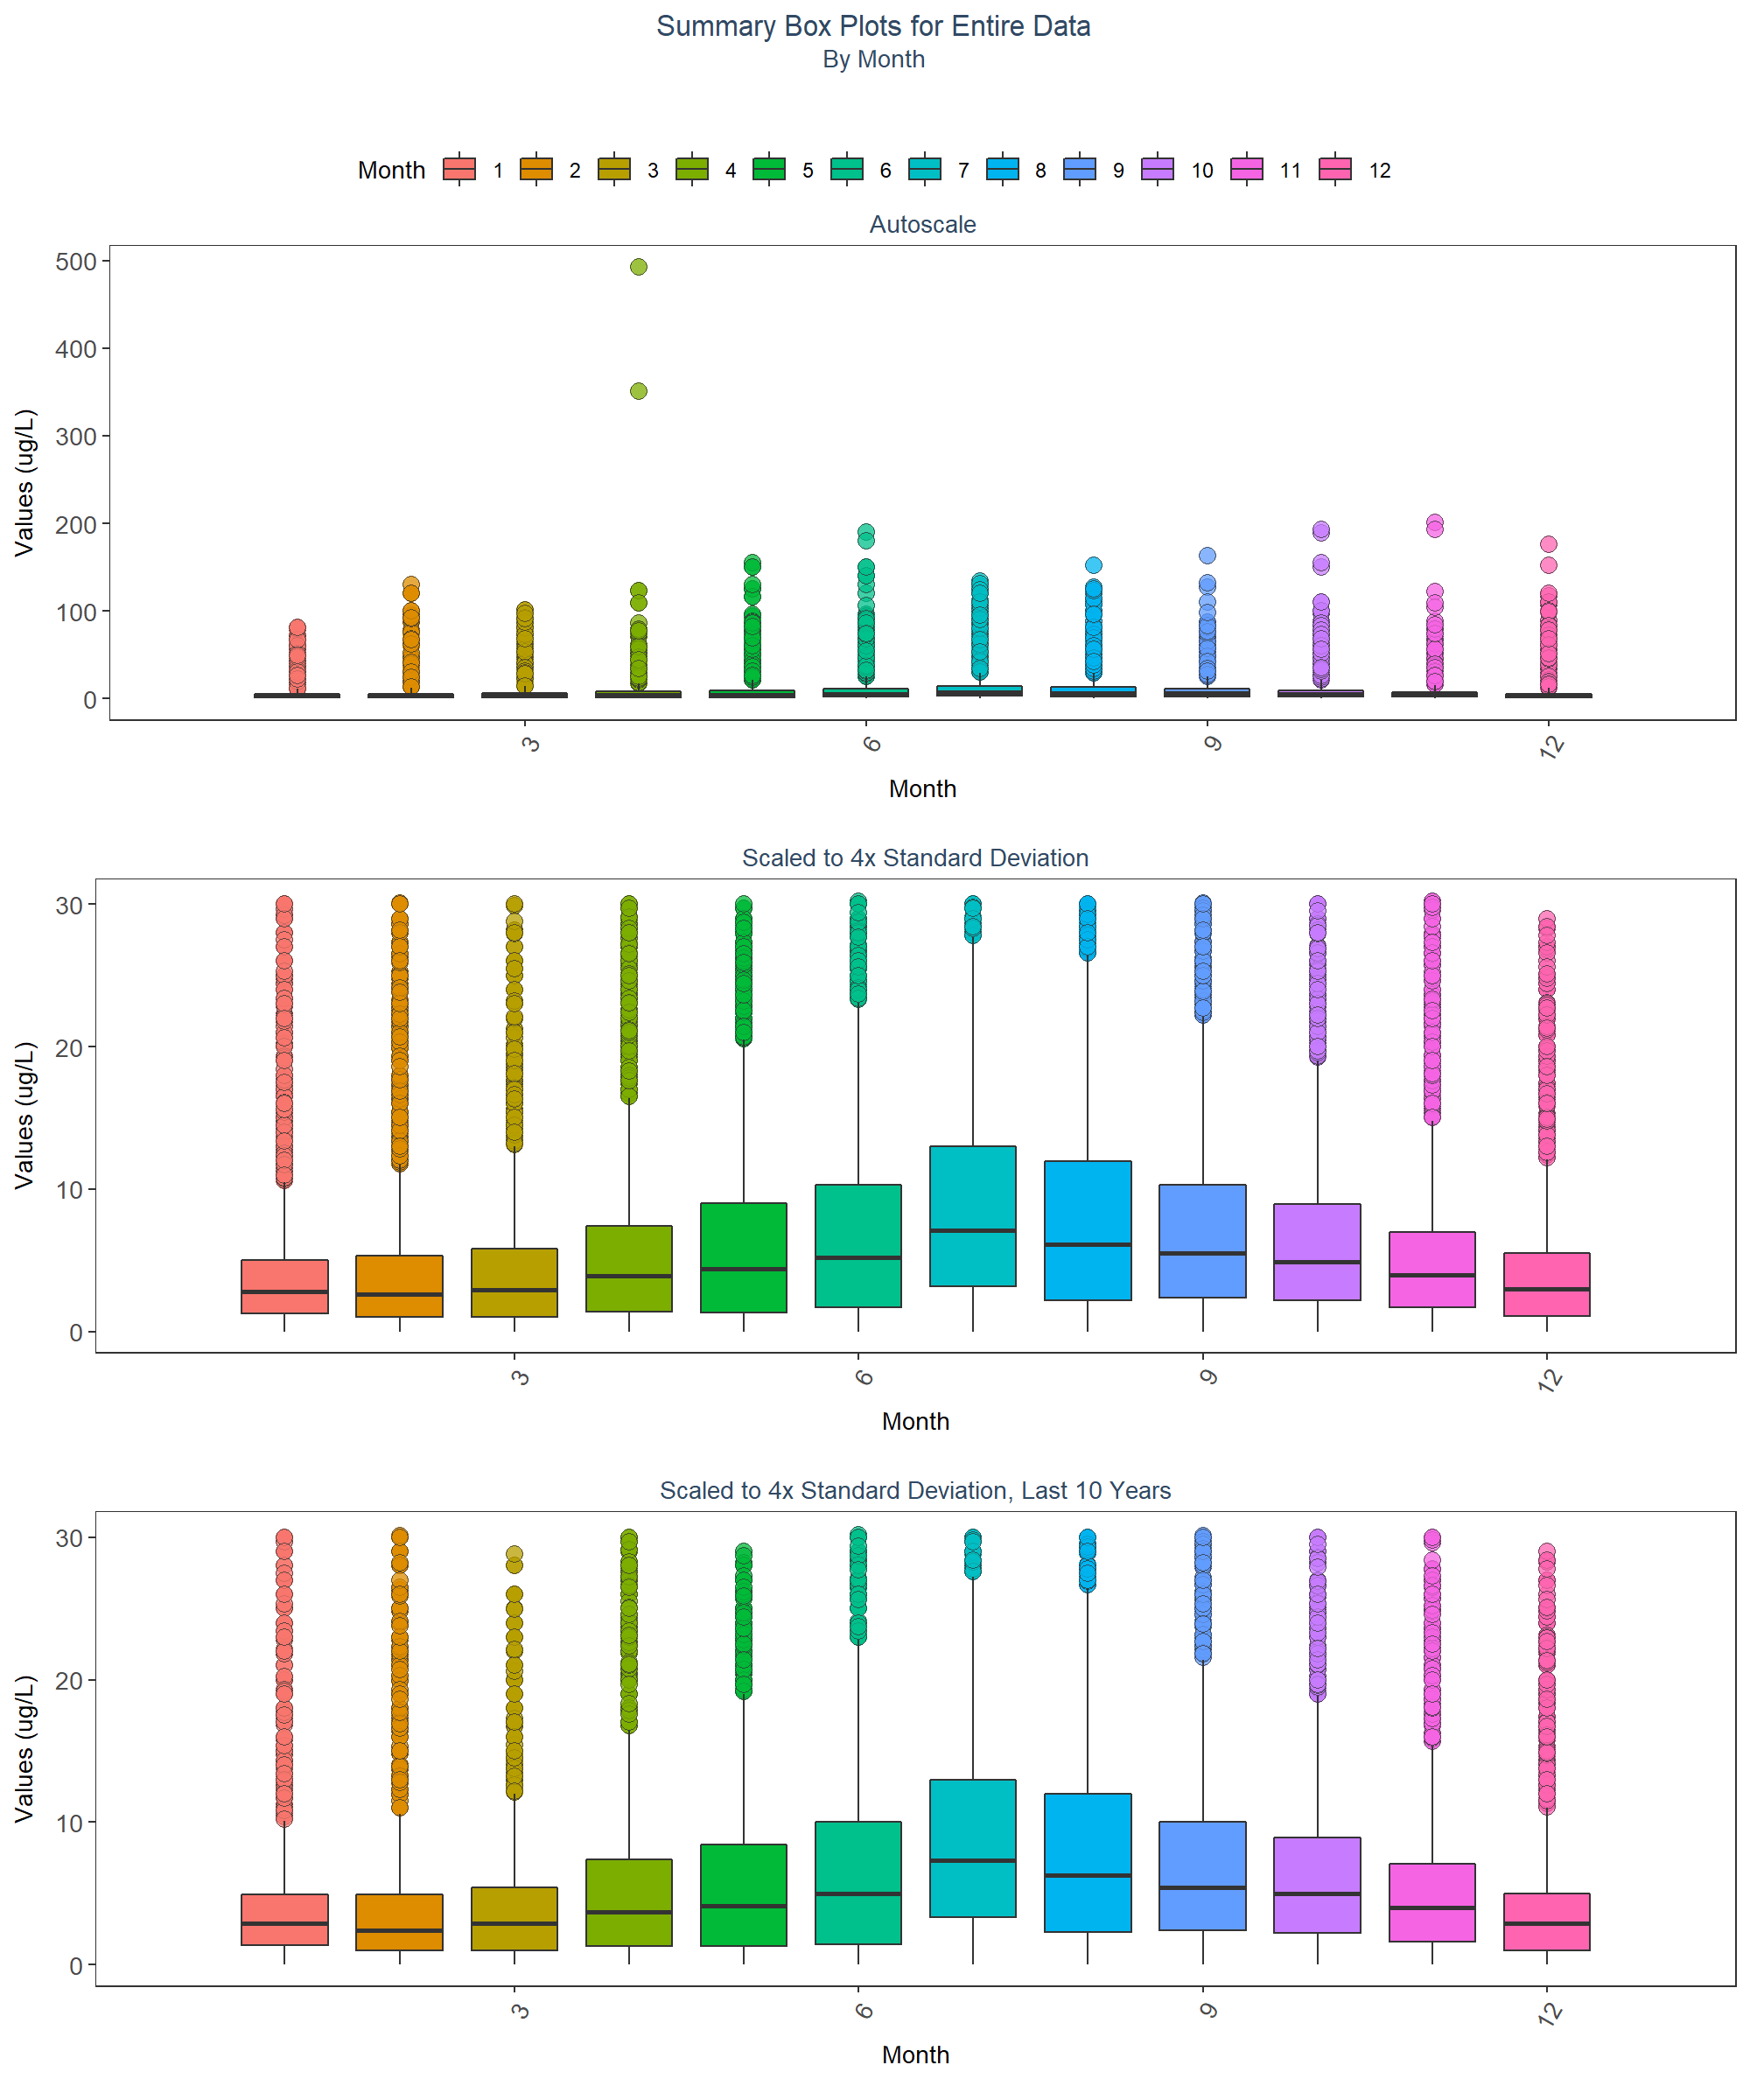 Summary Box Plots for Entire Data
By Month
Month 1 2 3 4 5 6 7 8 9 10 11 12
Autoscale
Values (ug/L)
500
400
300
200
100
0
3 6 9 12
Month
Scaled to 4x Standard Deviation
Values (ug/L)
30
20
10
0
3 6 9 12
Month
Scaled to 4x Standard Deviation, Last 10 Years
Values (ug/L)
30
20
10
0
3 6 9 12
Month